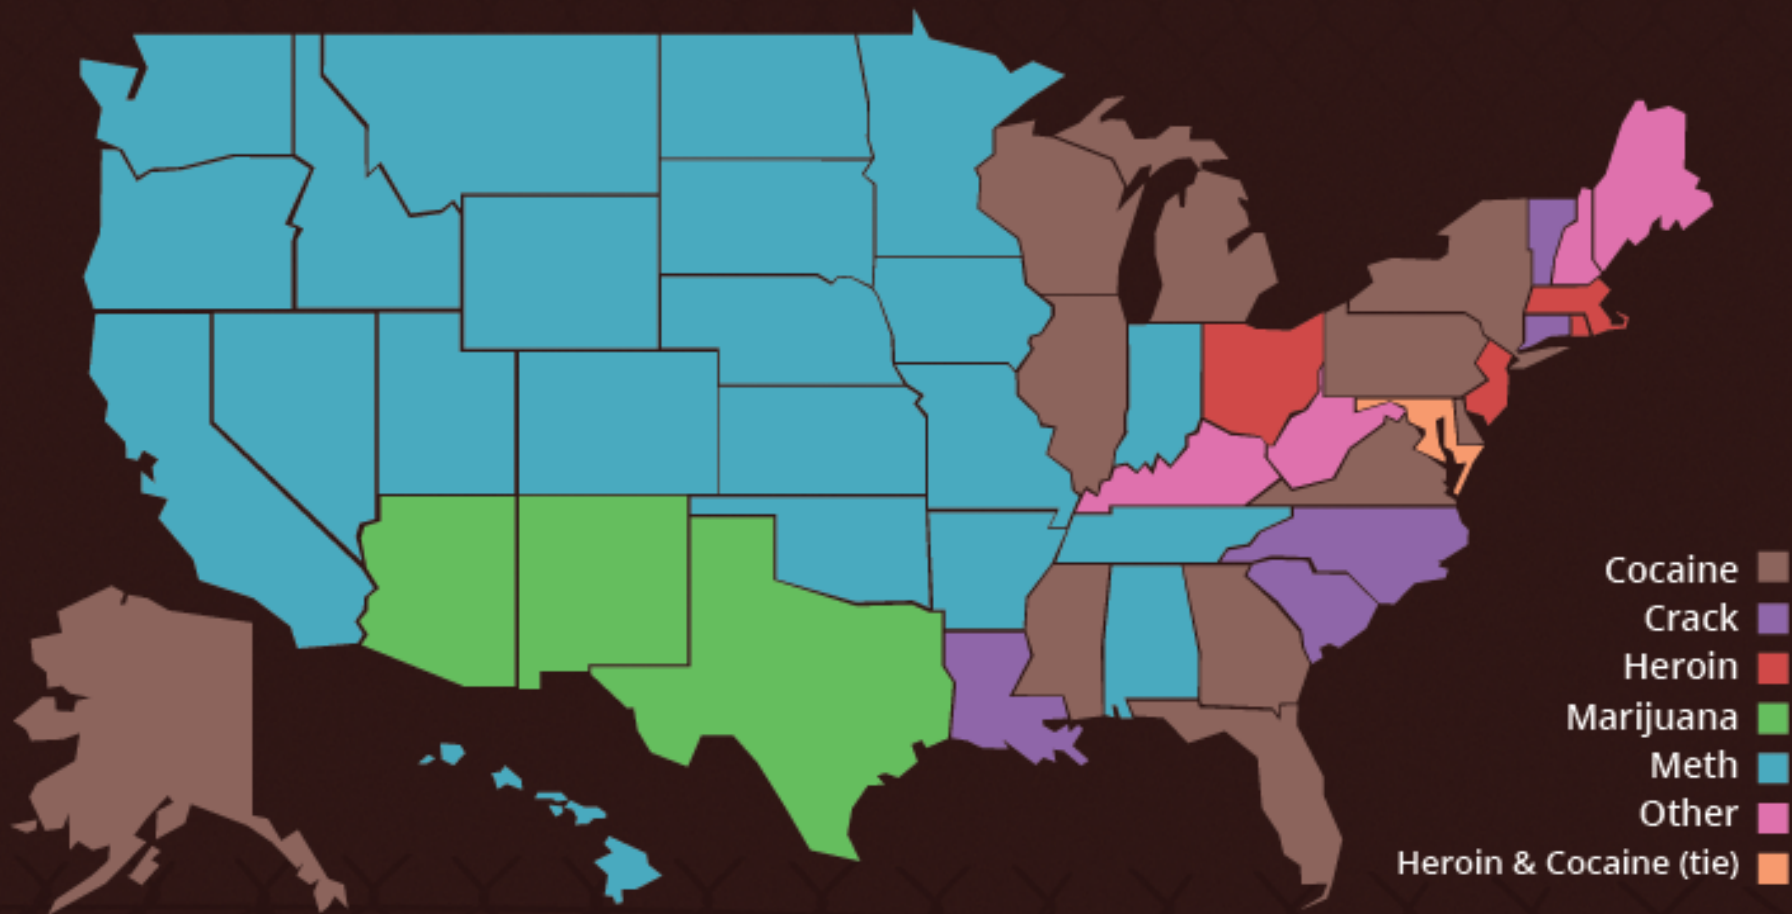 Cocaine
Crack
Heroin
Marijuana
Meth
Other
Heroin & Cocaine (tie)